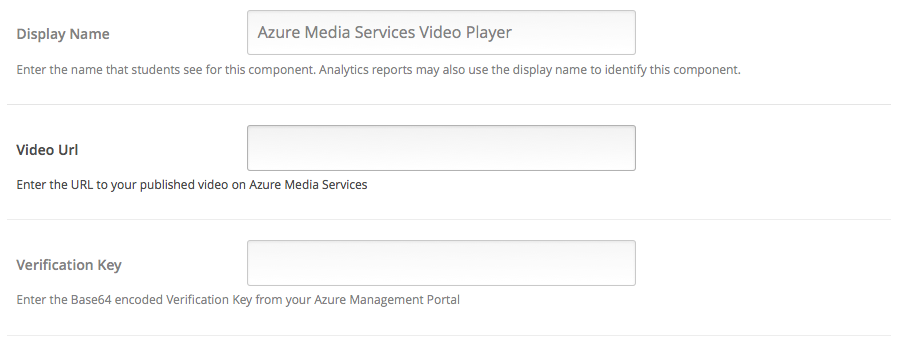 Display Name
Azure Media Services Video Player
Enter the name that students see for this component. Analytics reports may also use the display name to identify this component.
Video Url
Enter the URL to your published video on Azure Media Services
Verification Key
Enter the Base64 encoded Verification Key from your Azure Management Portal